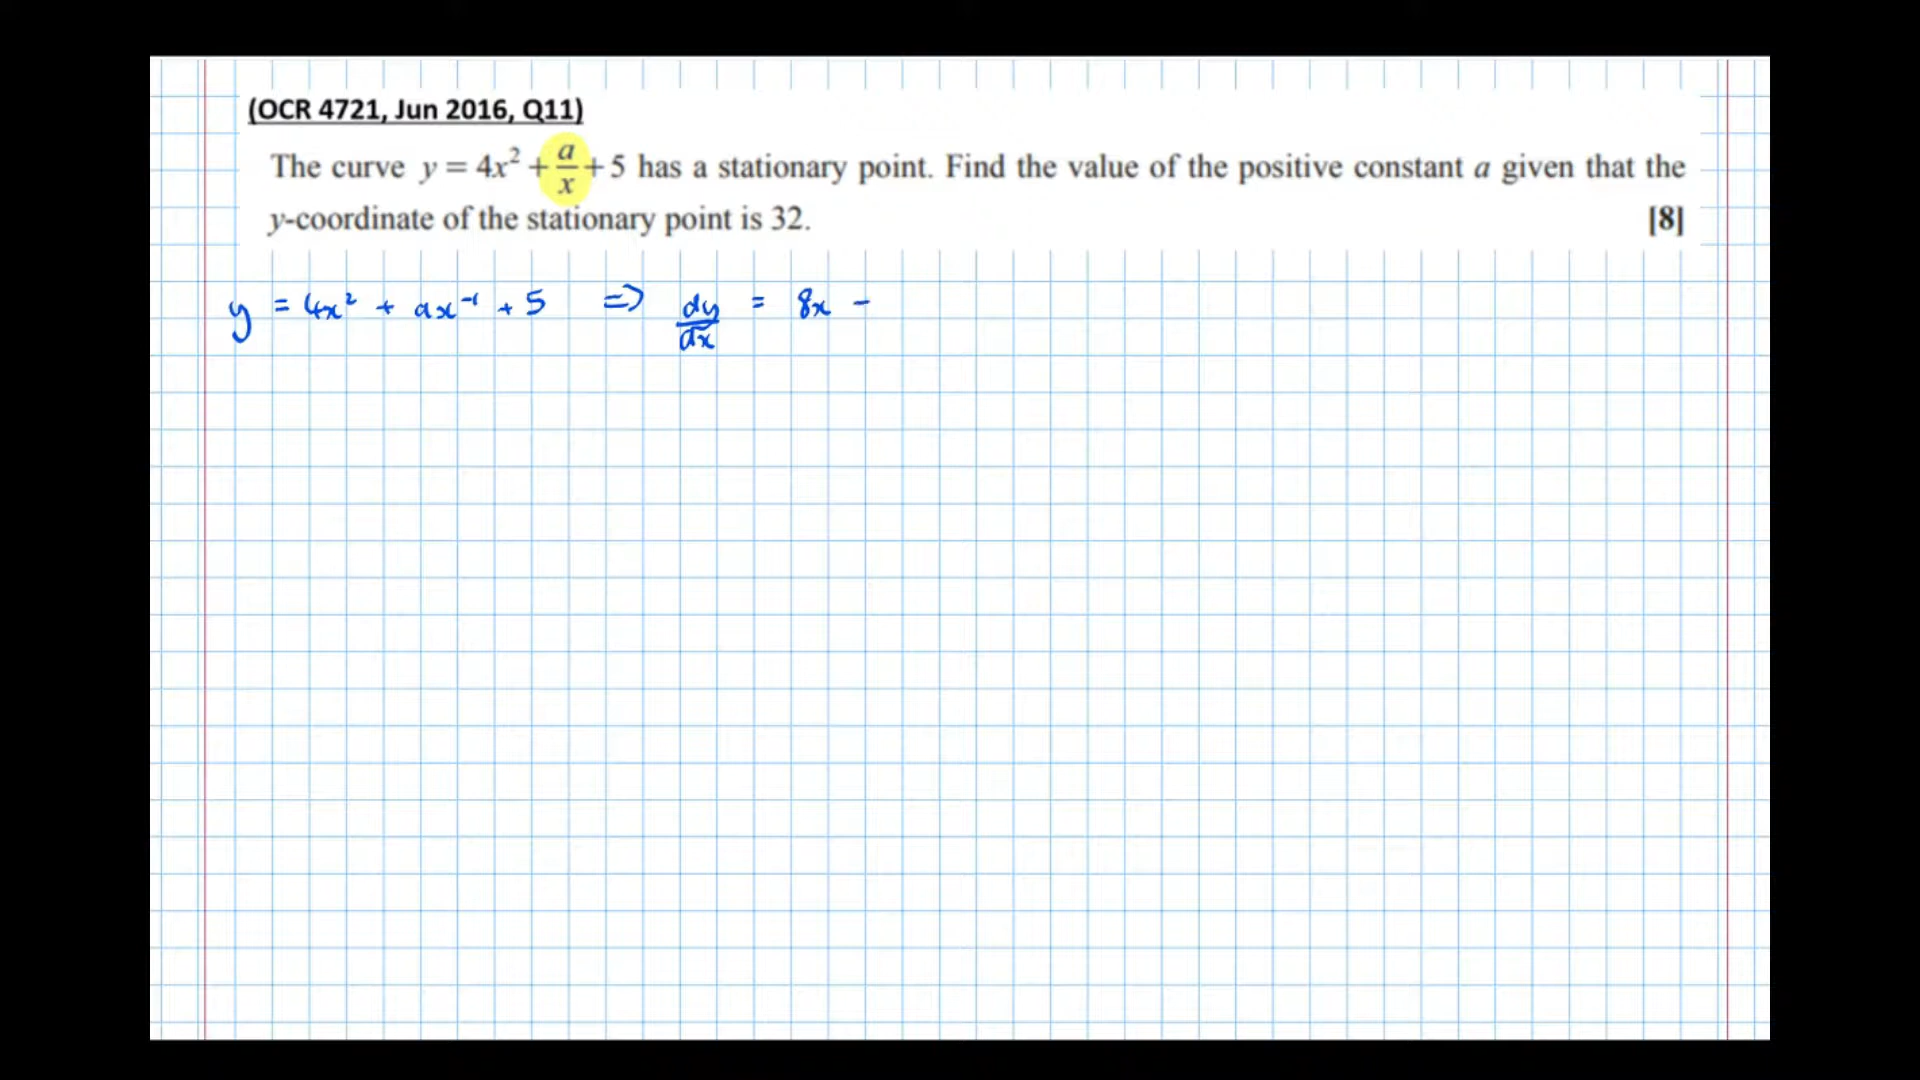 (OCR 4721, Jun 2016, Q11)
The curve y = 4x² + a/x + 5 has a stationary point. Find the value of the positive constant a given that the
y-coordinate of the stationary point is 32. [8]
y = 4x² + ax⁻¹ + 5 => dy/dx = 8x -